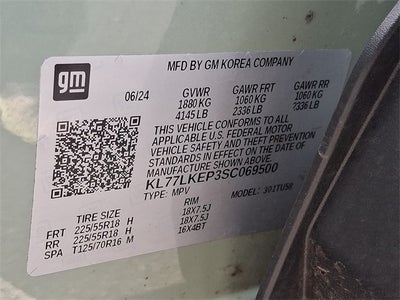 gm
MFD BY GM KOREA COMPANY
06/24 GVWR GAWR FRT GAWR RR
1880 KG 1060 KG 1060 KG
4145 LB 2336 LB 2336 LB
THIS VEHICLE CONFORMS TO ALL
APPLICABLE U.S. FEDERAL MOTOR
VEHICLE SAFETY AND THEFT PREVENTION
STANDARDS IN EFFECT ON THE DATE OF
MANUFACTURE SHOWN ABOVE.
KL77LKEP3SC069500
TYPE: MPV MODEL: 301TU58
TIRE SIZE RIM
FRT 225/55R18 H 18X7.5J
RR 225/55R18 H 18X7.5J
SPA T125/70R16 M 16X4BT